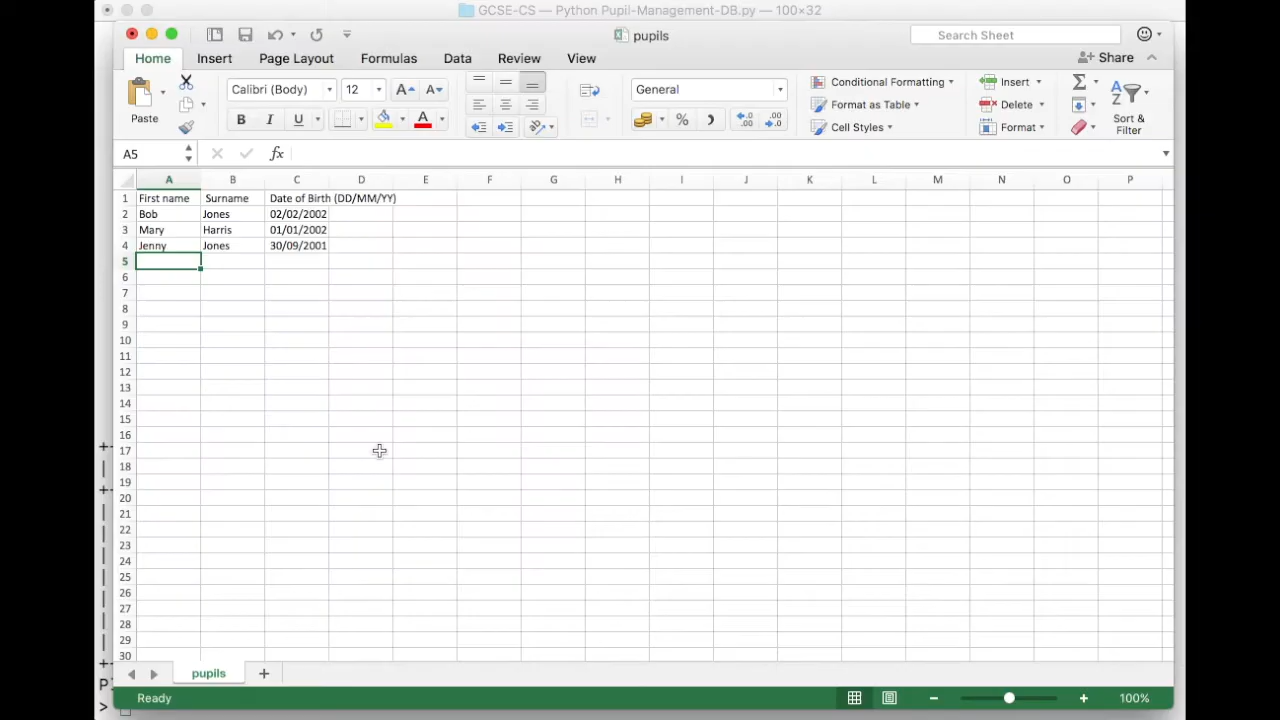 GCSE-CS — Python Pupil-Management-DB.py — 100×32
pupils
Search Sheet
Home Insert Page Layout Formulas Data Review View Share
Paste
Calibri (Body) 12
General
Conditional Formatting
Format as Table
Cell Styles
Insert
Delete
Format
Sort & Filter
A5 fx
A B C D E F G H I J K L M N O P
1 First name Surname Date of Birth (DD/MM/YY)
2 Bob Jones 02/02/2002
3 Mary Harris 01/01/2002
4 Jenny Jones 30/09/2001
5
6
7
8
9
10
11
12
13
14
15
16
17
18
19
20
21
22
23
24
25
26
27
28
29
30
pupils
Ready 100%